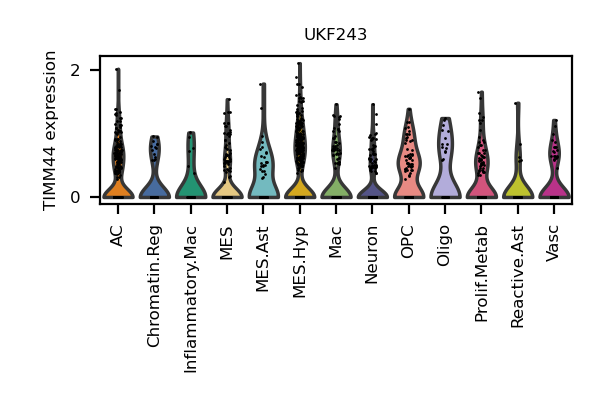 UKF243
TIMM44 expression
2
0
AC
Chromatin.Reg
Inflammatory.Mac
MES
MES.Ast
MES.Hyp
Mac
Neuron
OPC
Oligo
Prolif.Metab
Reactive.Ast
Vasc